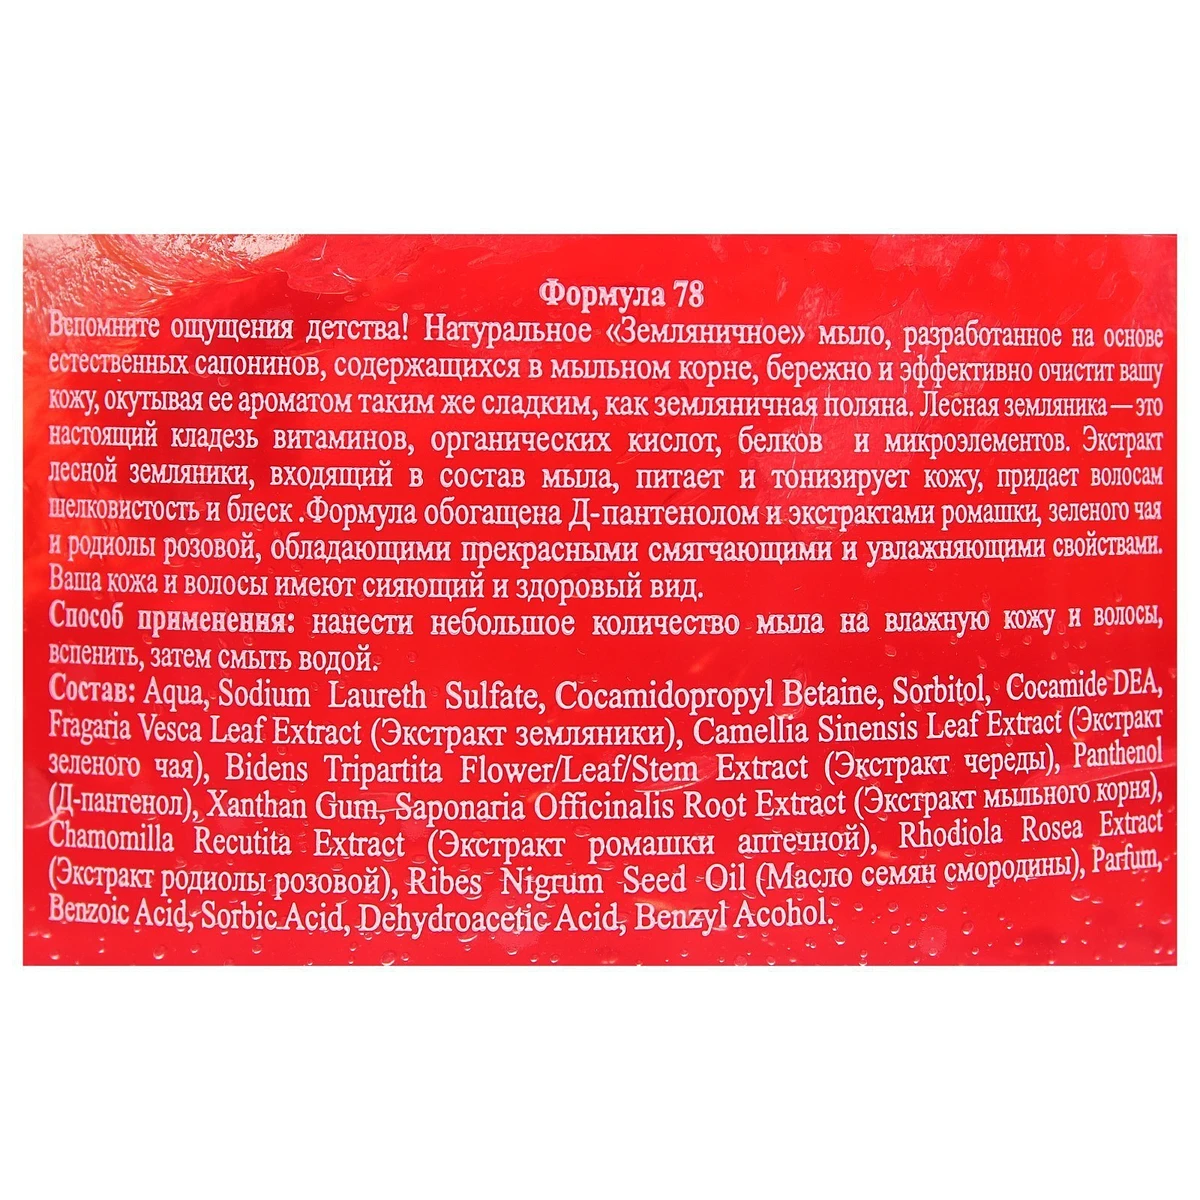 Формула 78
Вспомните ощущения детства! Натуральное «Земляничное» мыло, разработанное на основе
естественных сапонинов, содержащихся в мыльном корне, бережно и эффективно очистит вашу
кожу, окутывая ее ароматом таким же сладким, как земляничная поляна. Лесная земляника—это
настоящий кладезь витаминов, органических кислот, белков и микроэлементов. Экстракт
лесной земляники, входящий в состав мыла, питает и тонизирует кожу, придает волосам
шелковистость и блеск .Формула обогащена Д-пантенолом и экстрактами ромашки, зеленого чая
и родиолы розовой, обладающими прекрасными смягчающими и увлажняющими свойствами.
Ваша кожа и волосы имеют сияющий и здоровый вид.
Способ применения: нанести небольшое количество мыла на влажную кожу и волосы,
вспенить, затем смыть водой.
Состав: Aqua, Sodium Laureth Sulfate, Cocamidopropyl Betaine, Sorbitol, Cocamide DEA,
Fragaria Vesca Leaf Extract (Экстракт земляники), Camellia Sinensis Leaf Extract (Экстракт
зеленого чая), Bidens Tripartita Flower/Leaf/Stem Extract (Экстракт череды), Panthenol
(Д-пантенол), Xanthan Gum, Saponaria Officinalis Root Extract (Экстракт мыльного корня),
Chamomilla Recutita Extract (Экстракт ромашки аптечной), Rhodiola Rosea Extract
(Экстракт родиолы розовой), Ribes Nigrum Seed Oil (Масло семян смородины), Parfum,
Benzoic Acid, Sorbic Acid, Dehydroacetic Acid, Benzyl Acohol.